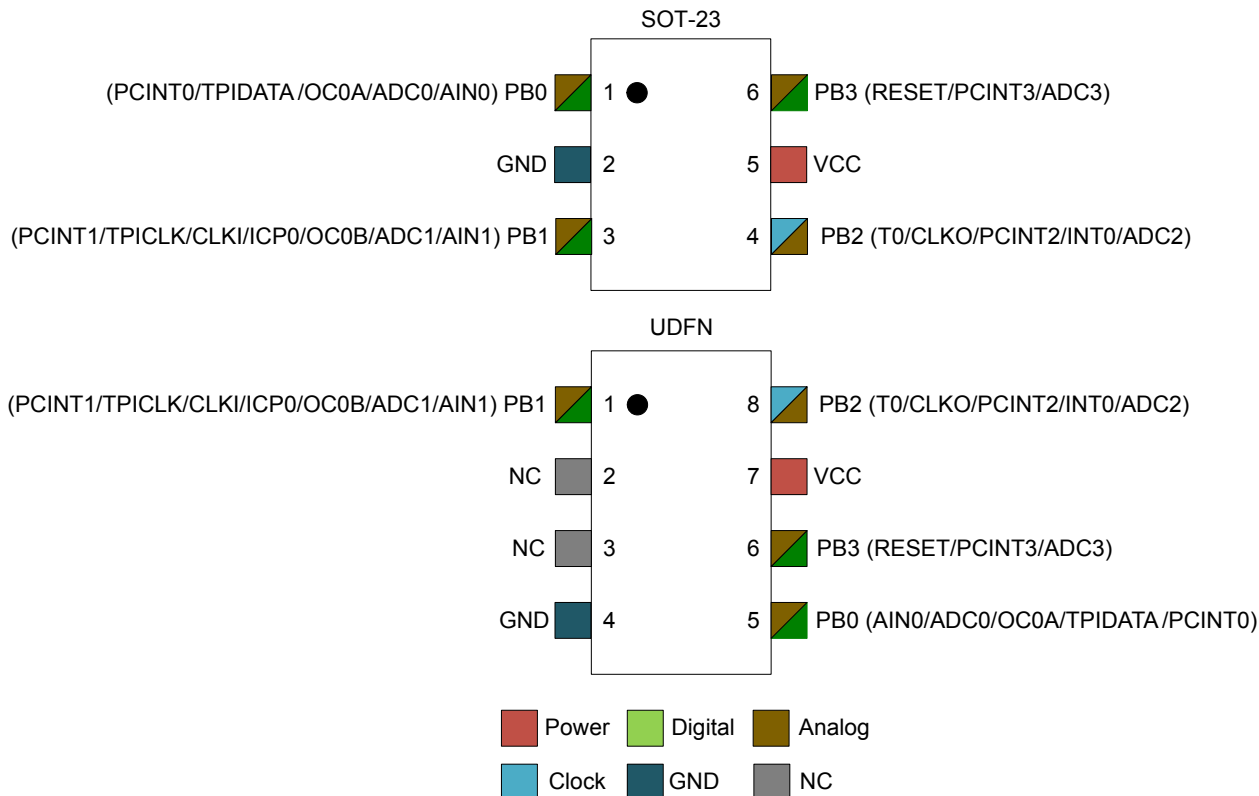 SOT-23
(PCINT0/TPIDATA /OC0A/ADC0/AIN0) PB0 1 6 PB3 (RESET/PCINT3/ADC3)
GND 2 5 VCC
(PCINT1/TPICLK/CLKI/ICP0/OC0B/ADC1/AIN1) PB1 3 4 PB2 (T0/CLKO/PCINT2/INT0/ADC2)
UDFN
(PCINT1/TPICLK/CLKI/ICP0/OC0B/ADC1/AIN1) PB1 1 8 PB2 (T0/CLKO/PCINT2/INT0/ADC2)
NC 2 7 VCC
NC 3 6 PB3 (RESET/PCINT3/ADC3)
GND 4 5 PB0 (AIN0/ADC0/OC0A/TPIDATA /PCINT0)
Power Digital Analog
Clock GND NC